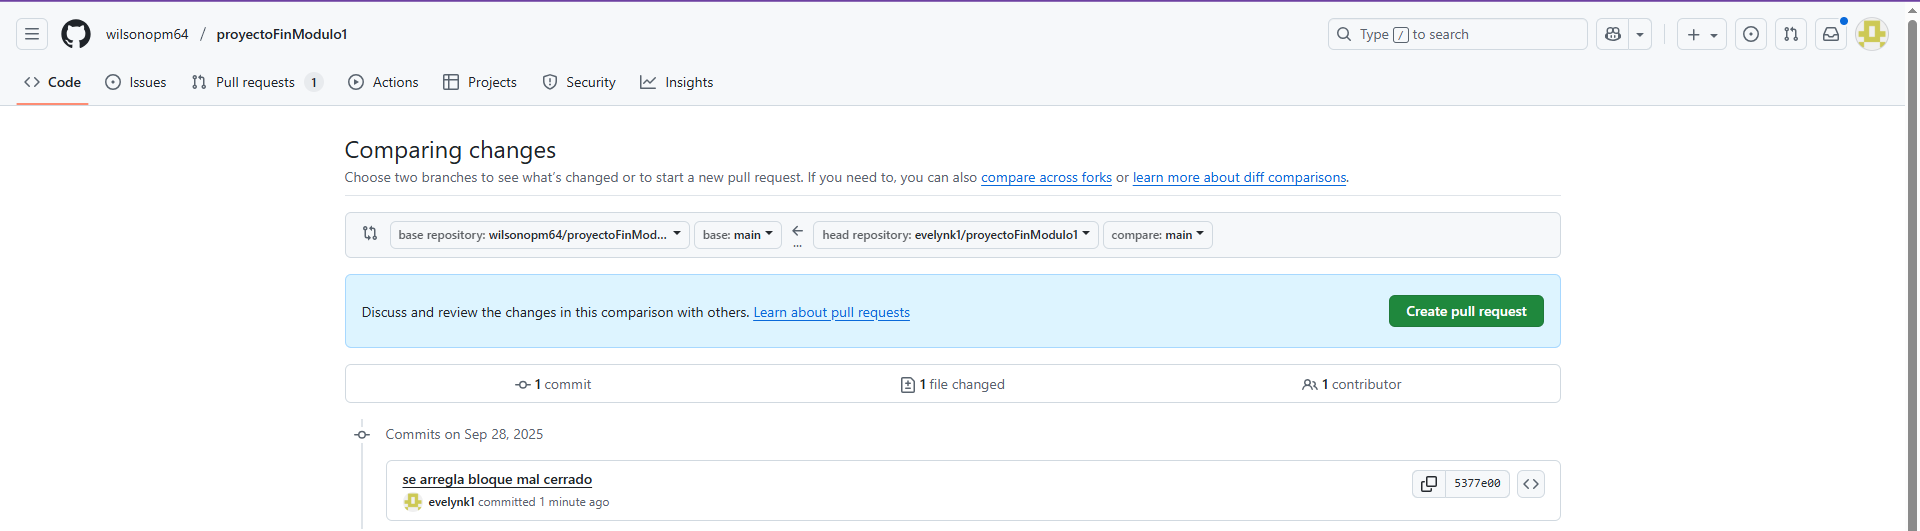 wilsonopm64 / proyectoFinModulo1
Type / to search
Code Issues Pull requests 1 Actions Projects Security Insights
Comparing changes
Choose two branches to see what's changed or to start a new pull request. If you need to, you can also compare across forks or learn more about diff comparisons.
base repository: wilsonopm64/proyectoFinMod... base: main ... head repository: evelynk1/proyectoFinModulo1 compare: main
Discuss and review the changes in this comparison with others. Learn about pull requests Create pull request
1 commit 1 file changed 1 contributor
Commits on Sep 28, 2025
se arregla bloque mal cerrado
5377e00
evelynk1 committed 1 minute ago